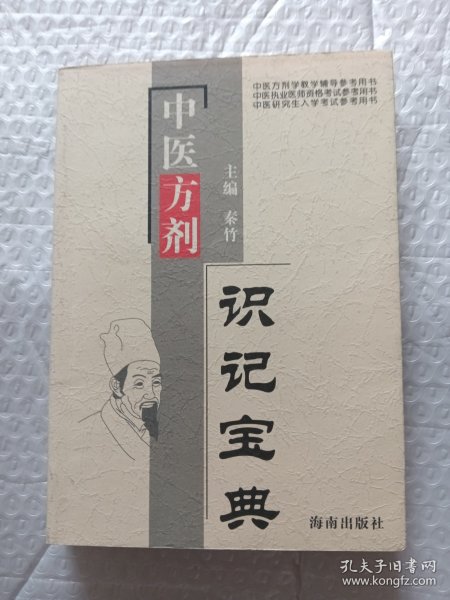 中医方剂学教学辅导参考用书
中医执业医师资格考试参考用书
中医研究生入学考试参考用书
中医方剂
主编 秦竹
识记宝典
海南出版社
孔夫子旧书网
www.kongfz.com